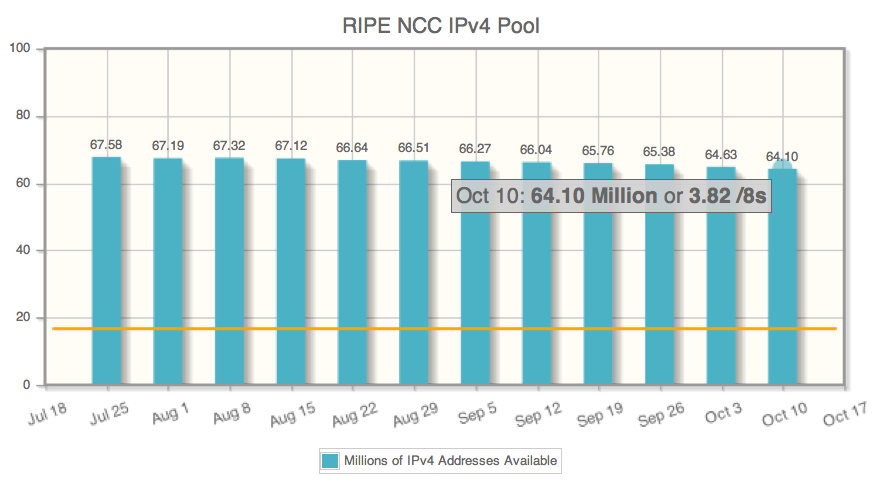 RIPE NCC IPv4 Pool
100
80
60
40
20
0
67.58 67.19 67.32 67.12 66.64 66.51 66.27 66.04 65.76 65.38 64.63 64.10
Oct 10: 64.10 Million or 3.82 /8s
Jul 18 Jul 25 Aug 1 Aug 8 Aug 15 Aug 22 Aug 29 Sep 5 Sep 12 Sep 19 Sep 26 Oct 3 Oct 10 Oct 17
Millions of IPv4 Addresses Available